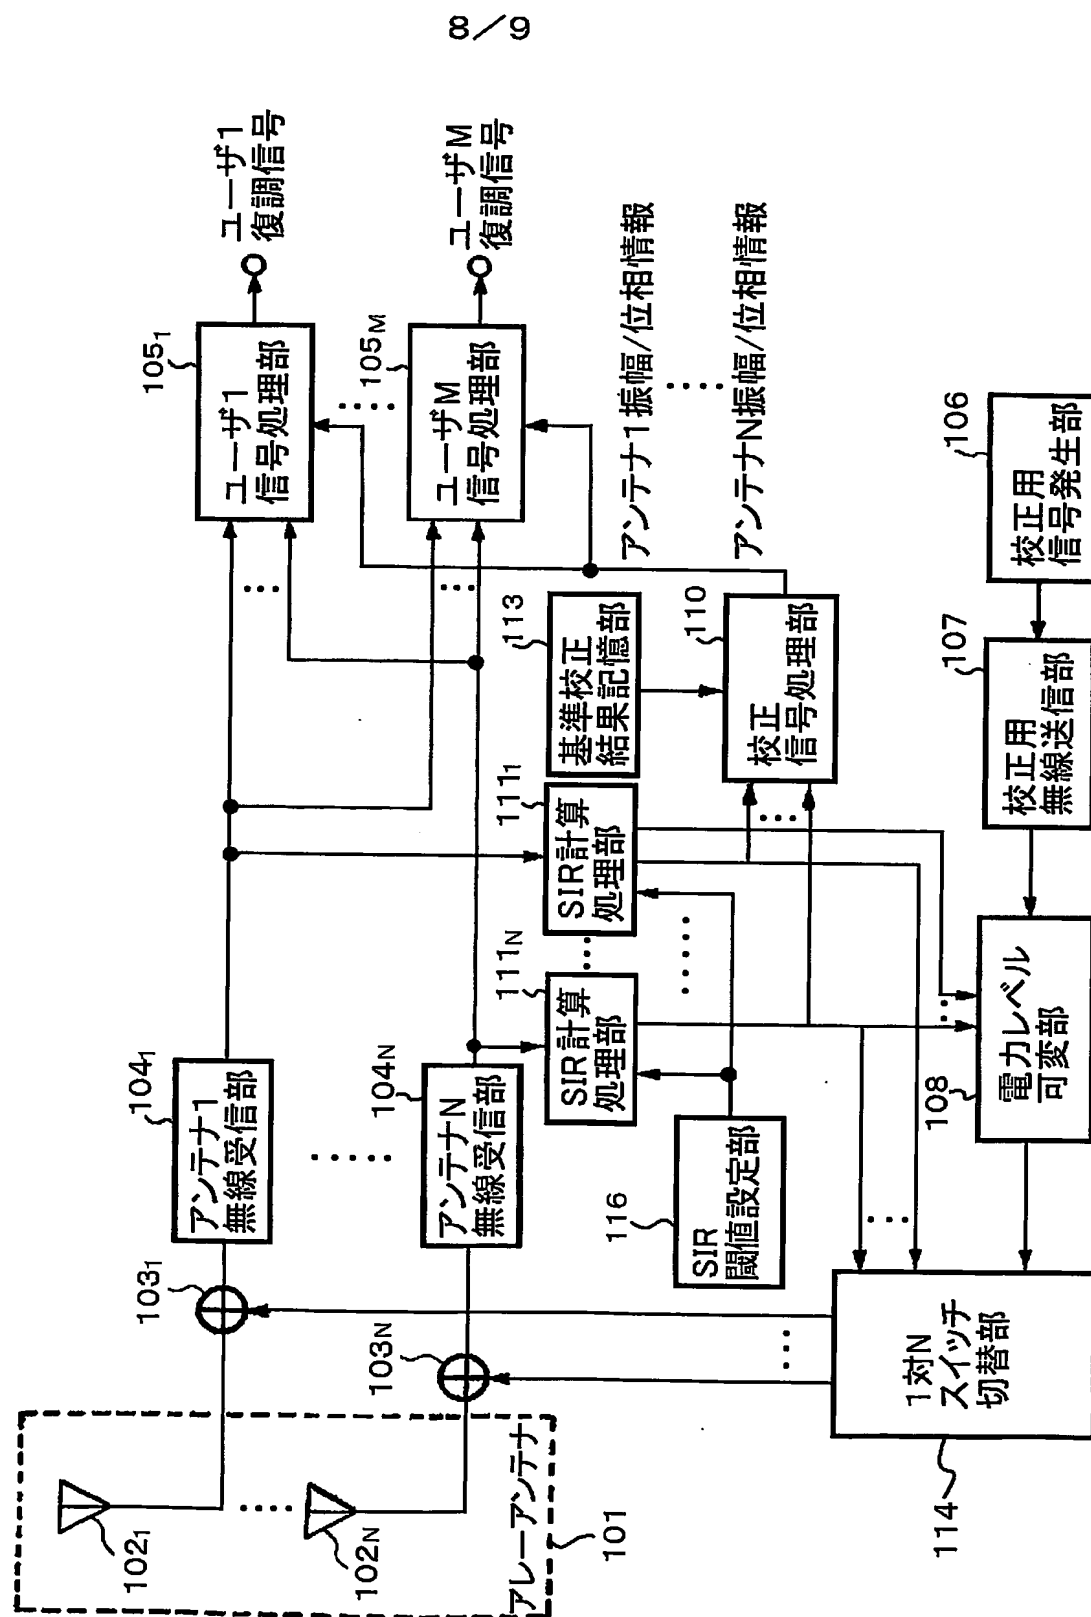 8/9
ユーザ1
復調信号
ユーザM
復調信号
105₁
ユーザ1
信号処理部
105M
ユーザM
信号処理部
アンテナ1振幅/位相情報
アンテナN振幅/位相情報
104₁
アンテナ1
無線受信部
104N
アンテナN
無線受信部
103₁
103N
102₁
102N
アレーアンテナ
101
111₁
SIR計算
処理部
111N
SIR計算
処理部
113
基準校正
結果記憶部
110
校正
信号処理部
116
SIR
閾値設定部
106
校正用
信号発生部
107
校正用
無線送信部
108
電力レベル
可変部
114
1対N
スイッチ
切替部